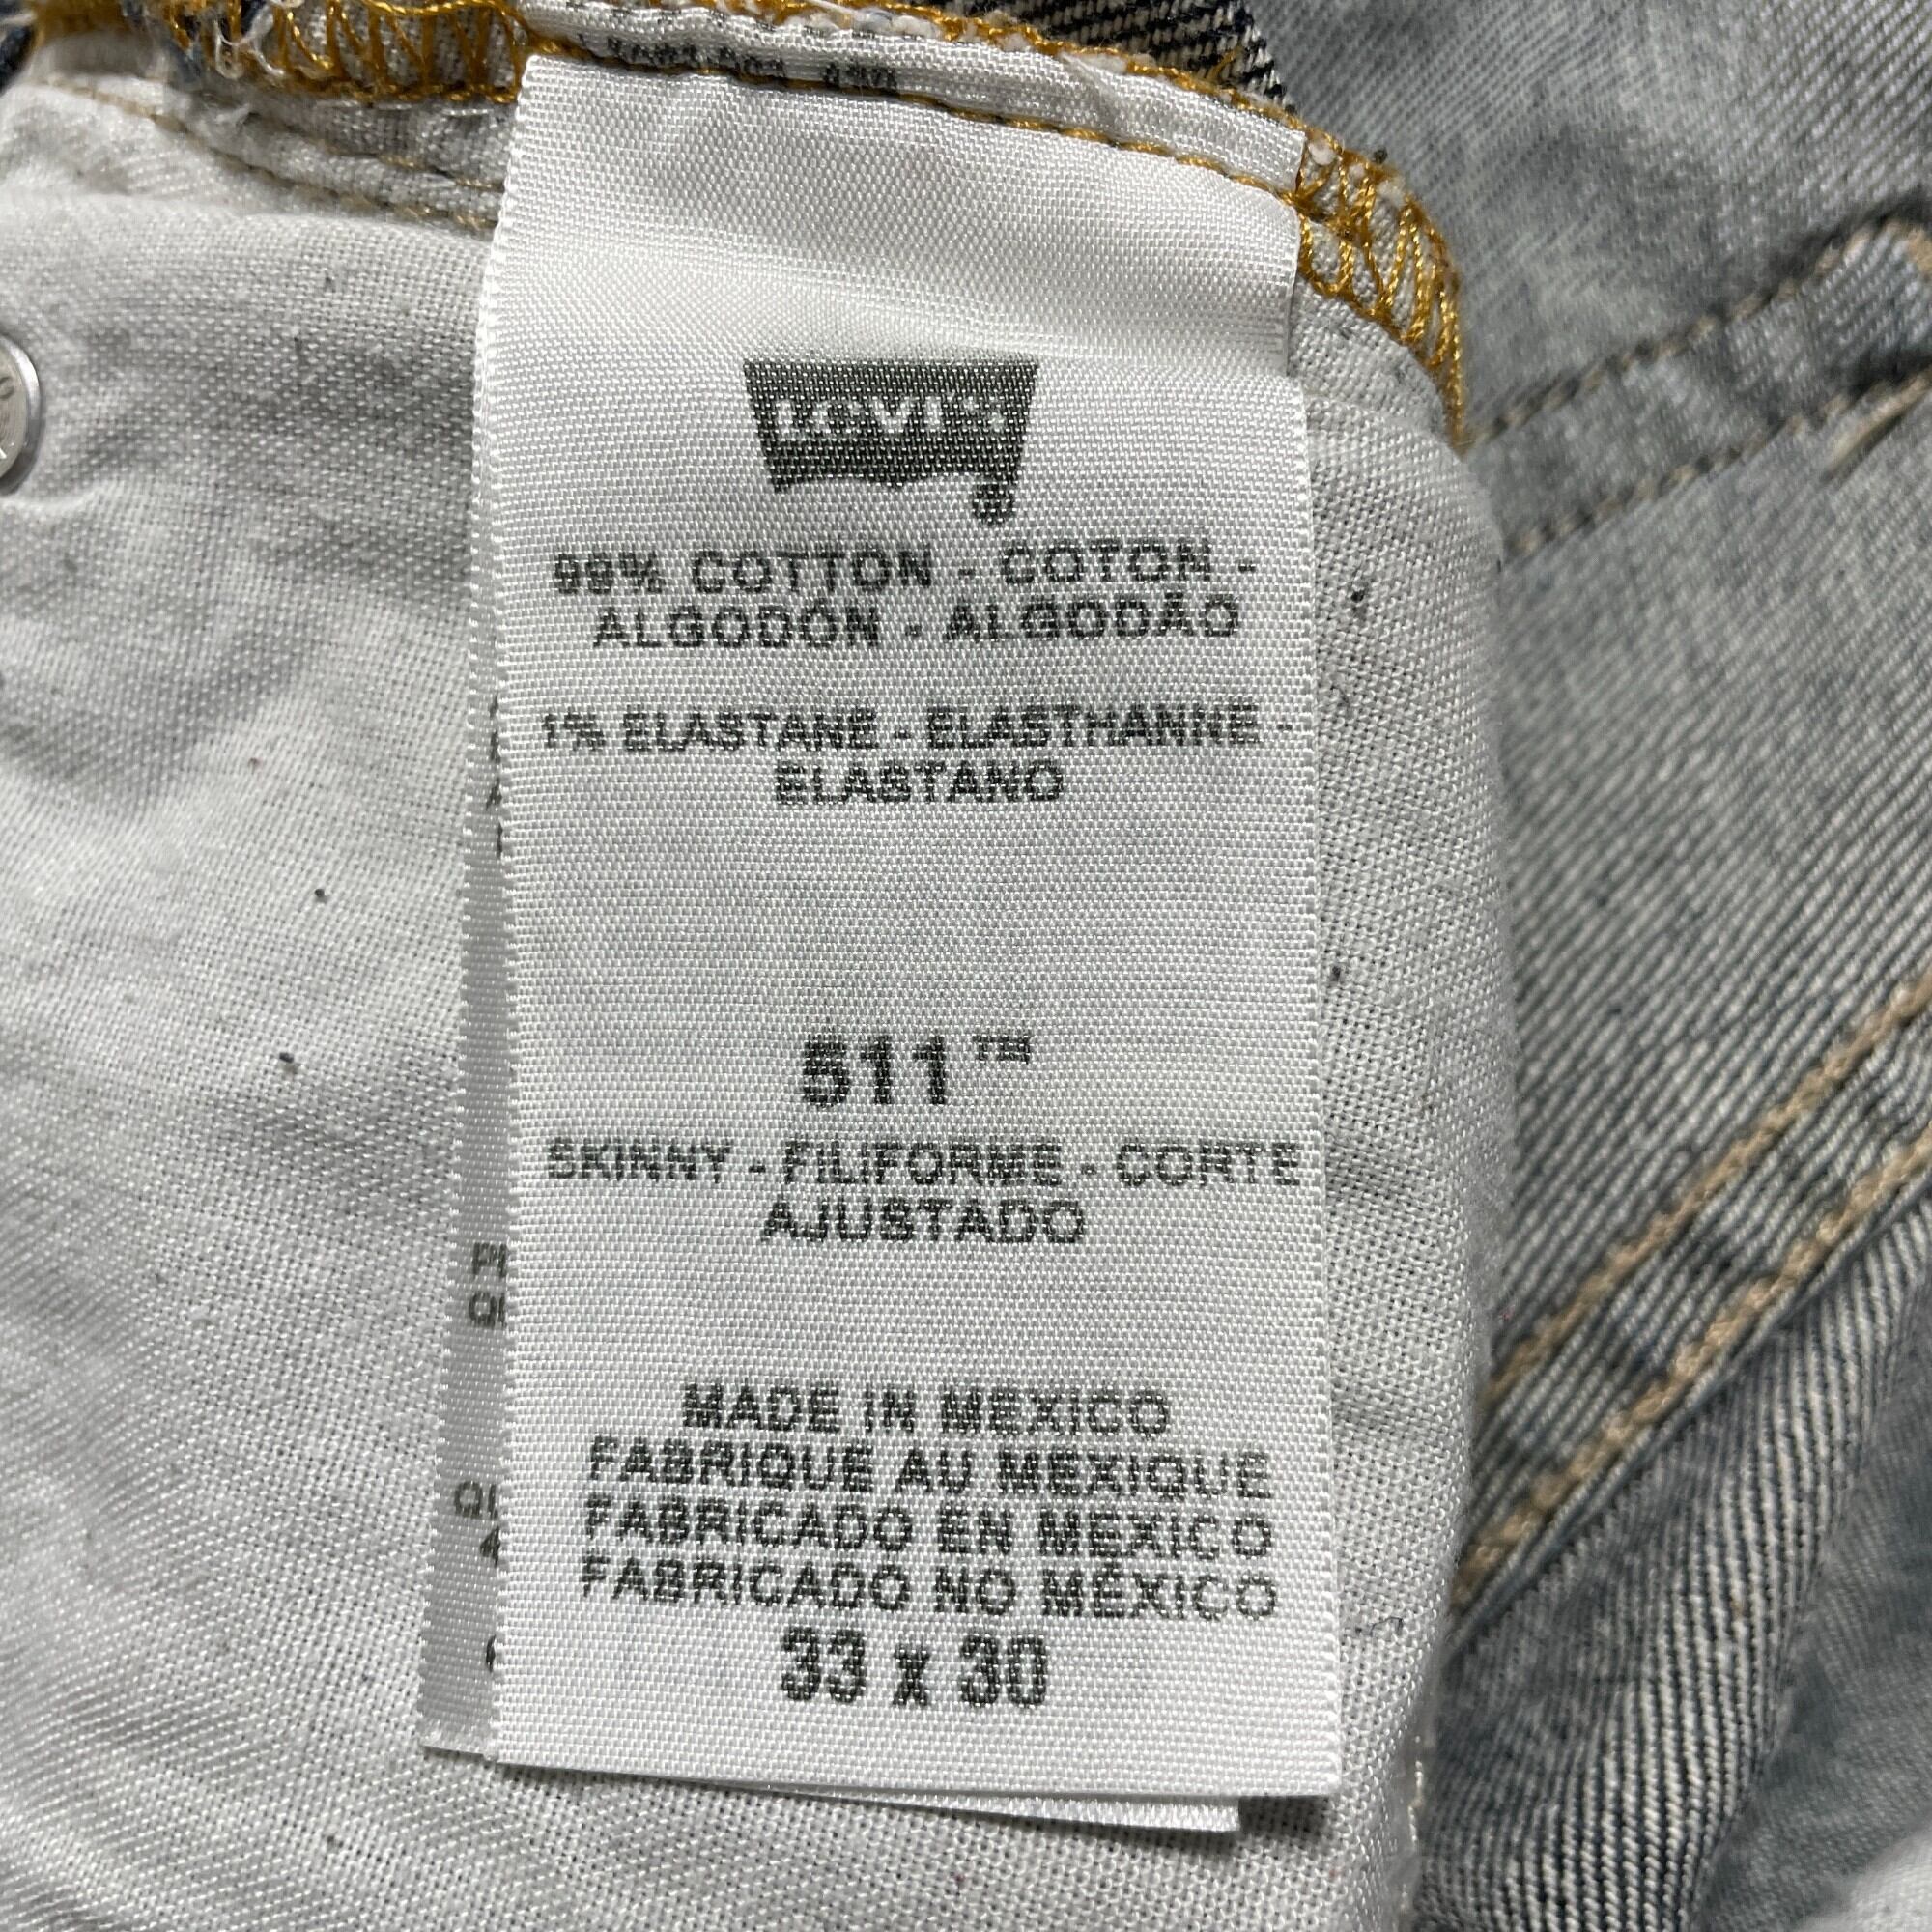 Levi's
®
99% COTTON - COTON -
ALGODÓN - ALGODÃO
1% ELASTANE - ELASTHANNE -
ELASTANO
511™
SKINNY - FILIFORME - CORTE
AJUSTADO
MADE IN MEXICO
FABRIQUE AU MEXIQUE
FABRICADO EN MEXICO
FABRICADO NO MÉXICO
33 x 30